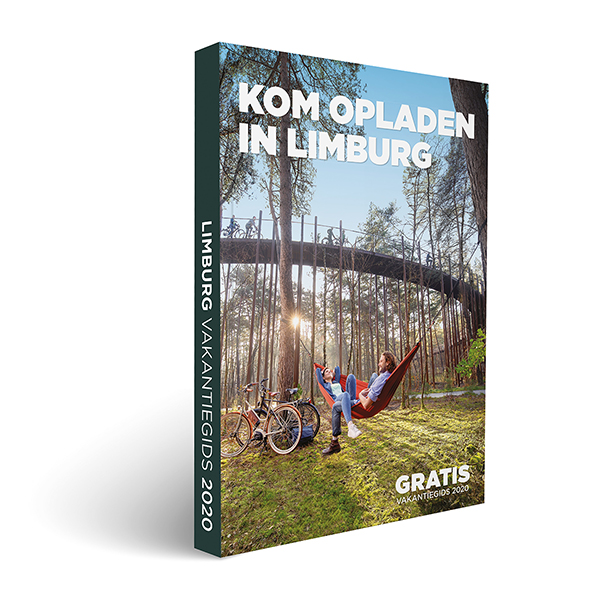 KOM OPLADEN
IN LIMBURG
LIMBURG VAKANTIEGIDS 2020
GRATIS
VAKANTIEGIDS 2020